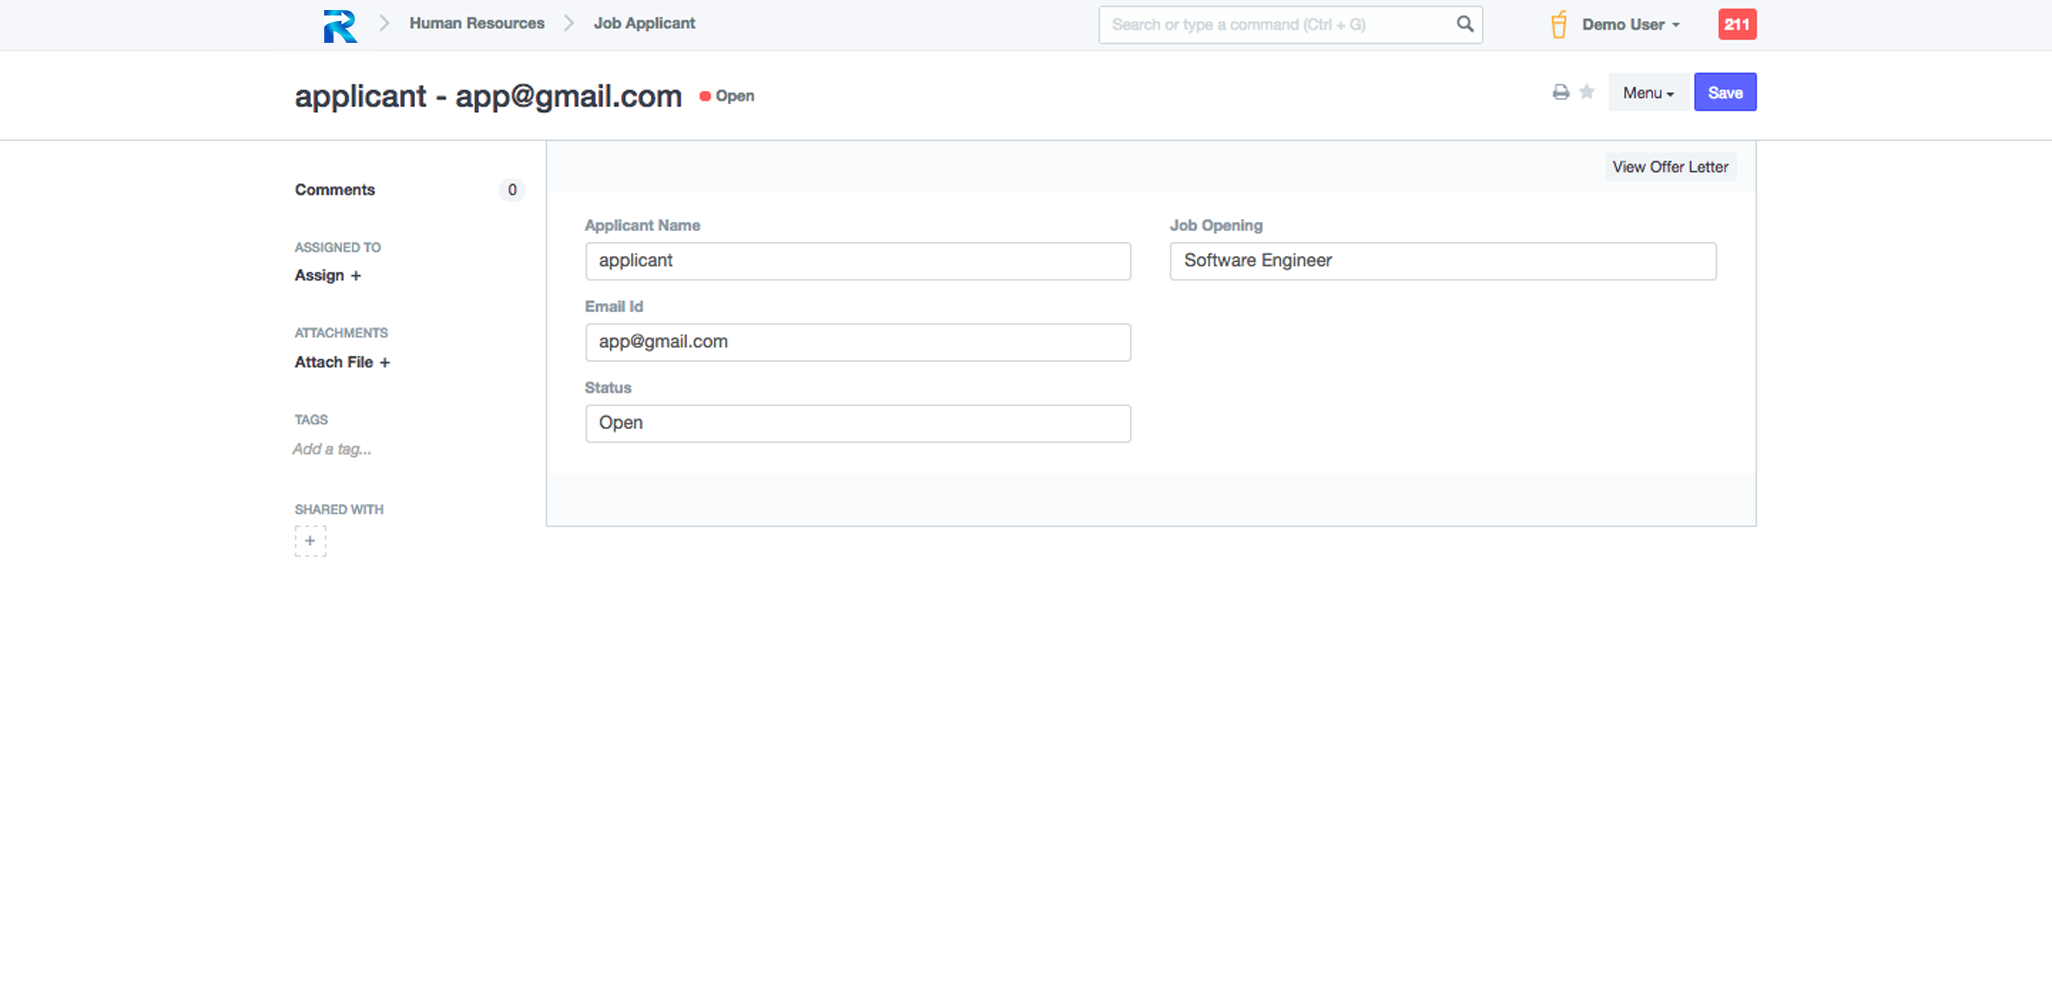 Human Resources
Job Applicant
Search or type a command (Ctrl + G)
Demo User
211
applicant - app@gmail.com
Open
Menu
Save
Comments
0
View Offer Letter
ASSIGNED TO
Assign +
ATTACHMENTS
Attach File +
TAGS
Add a tag...
SHARED WITH
+
Applicant Name
applicant
Email Id
app@gmail.com
Status
Open
Job Opening
Software Engineer